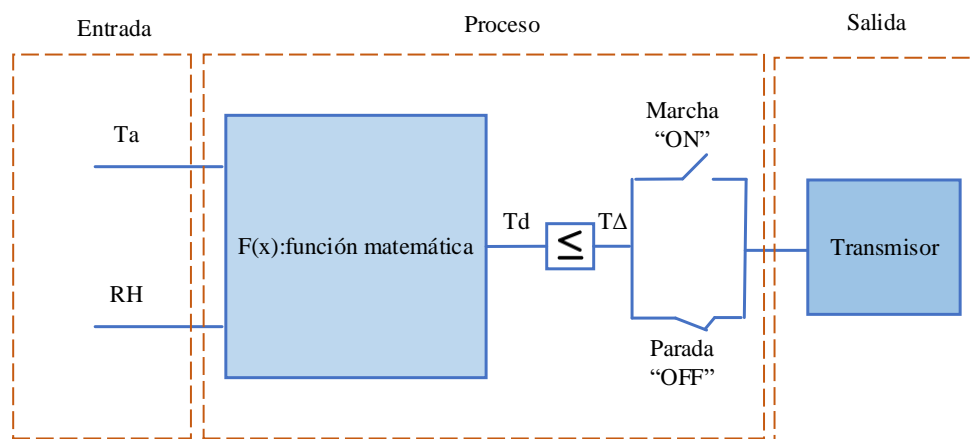 Entrada
Proceso
Salida
Ta
RH
F(x):función matemática
Td
≤
TΔ
Marcha
“ON”
Parada
“OFF”
Transmisor